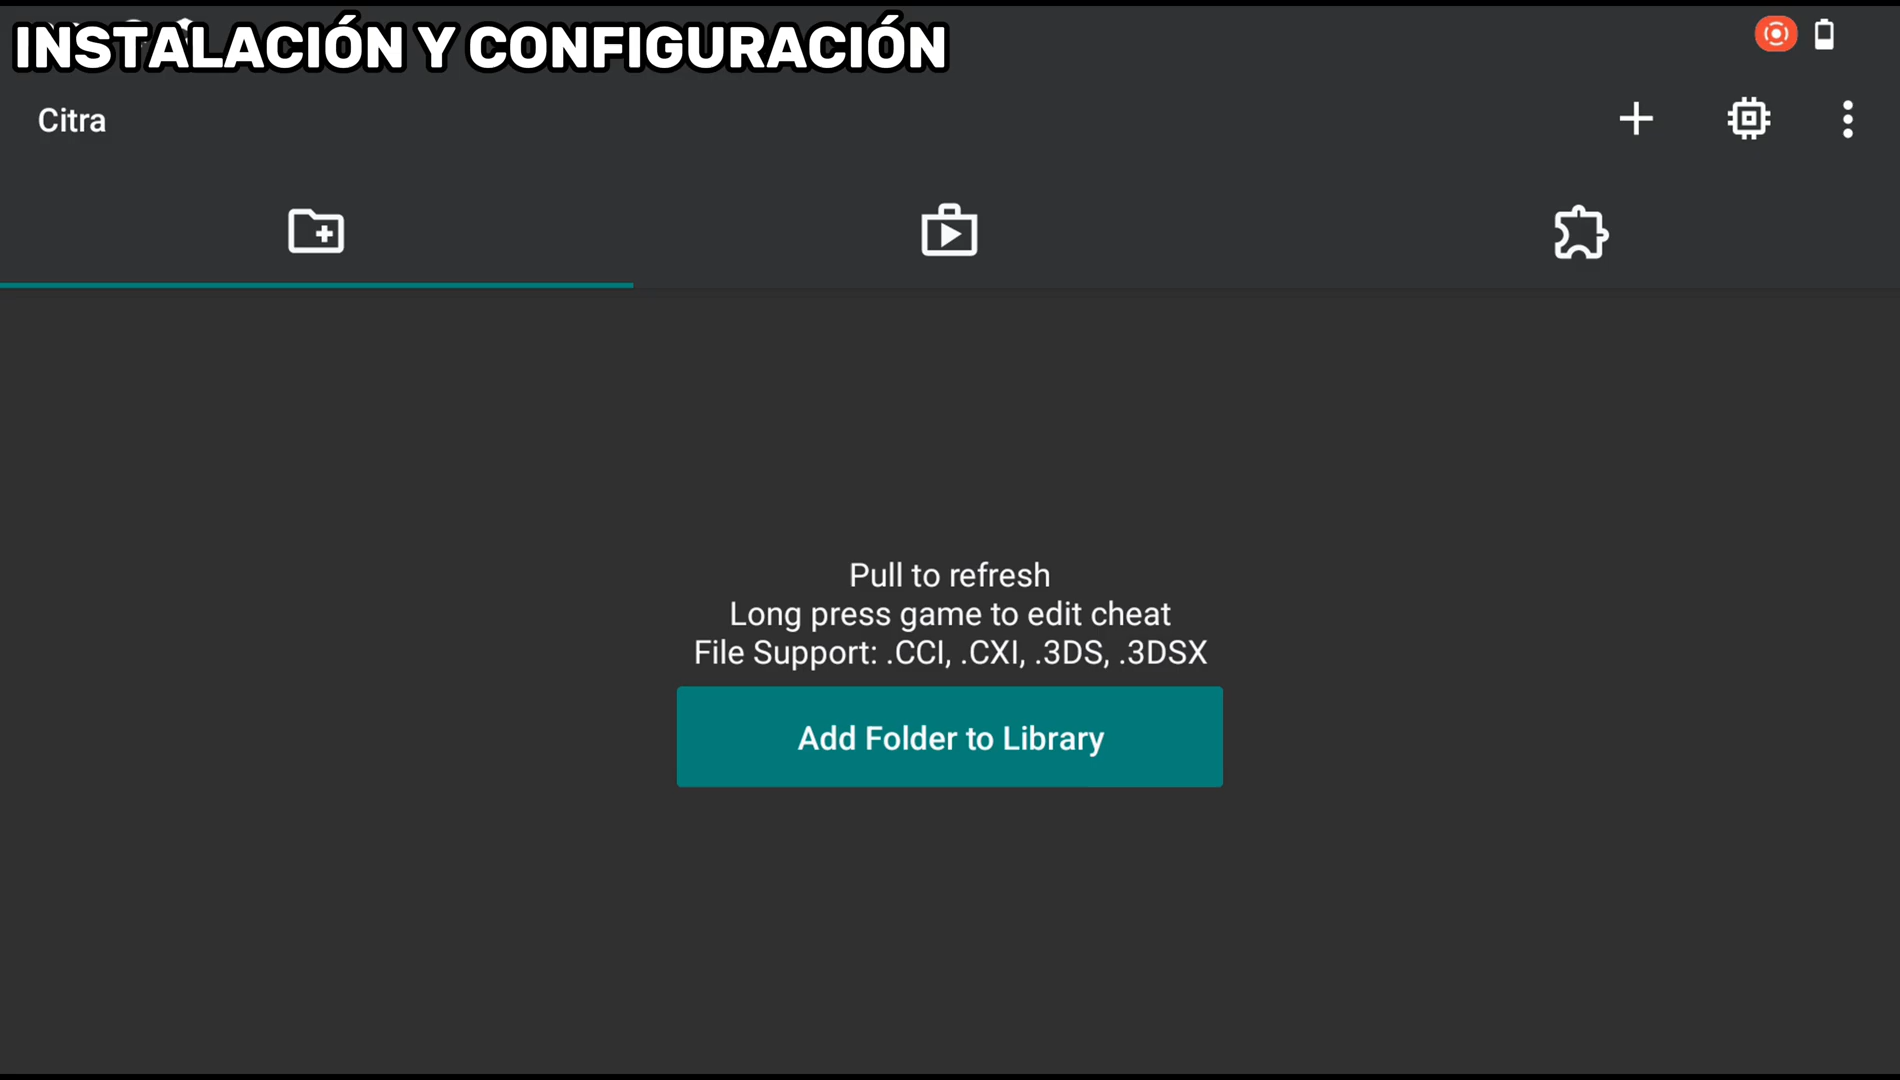 INSTALACIÓN Y CONFIGURACIÓN
Citra
Pull to refresh
Long press game to edit cheat
File Support: .CCI, .CXI, .3DS, .3DSX
Add Folder to Library